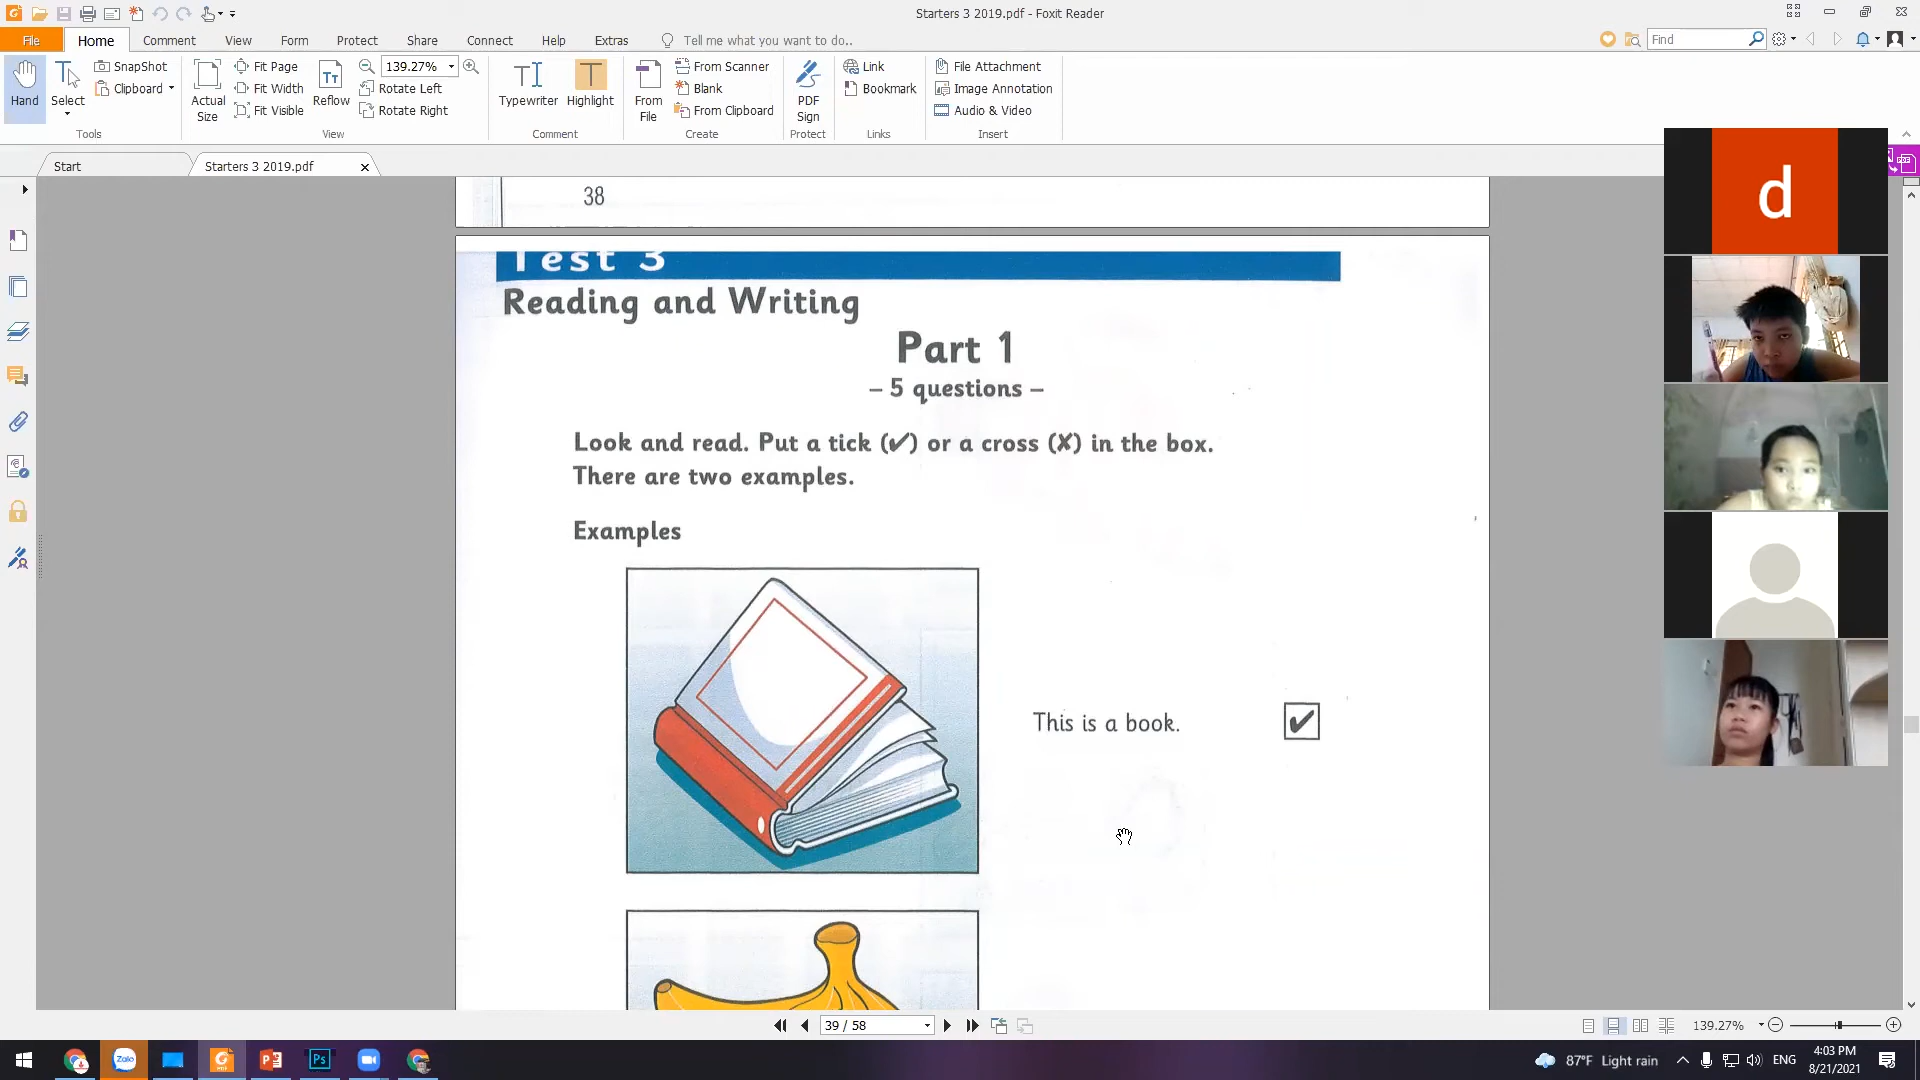 Starters 3 2019.pdf - Foxit Reader
File
Home
Comment
View
Form
Protect
Share
Connect
Help
Extras
Tell me what you want to do..
Find
Hand
Select
SnapShot
Clipboard
Tools
Actual Size
Fit Page
Fit Width
Fit Visible
Reflow
139.27%
Rotate Left
Rotate Right
View
Typewriter
Highlight
Comment
From File
From Scanner
Blank
From Clipboard
Create
PDF Sign
Protect
Link
Bookmark
Links
File Attachment
Image Annotation
Audio & Video
Insert
Start
Starters 3 2019.pdf
38
Test 3
Reading and Writing
Part 1
– 5 questions –
Look and read. Put a tick (✔) or a cross (✘) in the box.
There are two examples.
Examples
This is a book.
✔
d
39 / 58
139.27%
Zalo
Ps
87°F Light rain
ENG
4:03 PM
8/21/2021